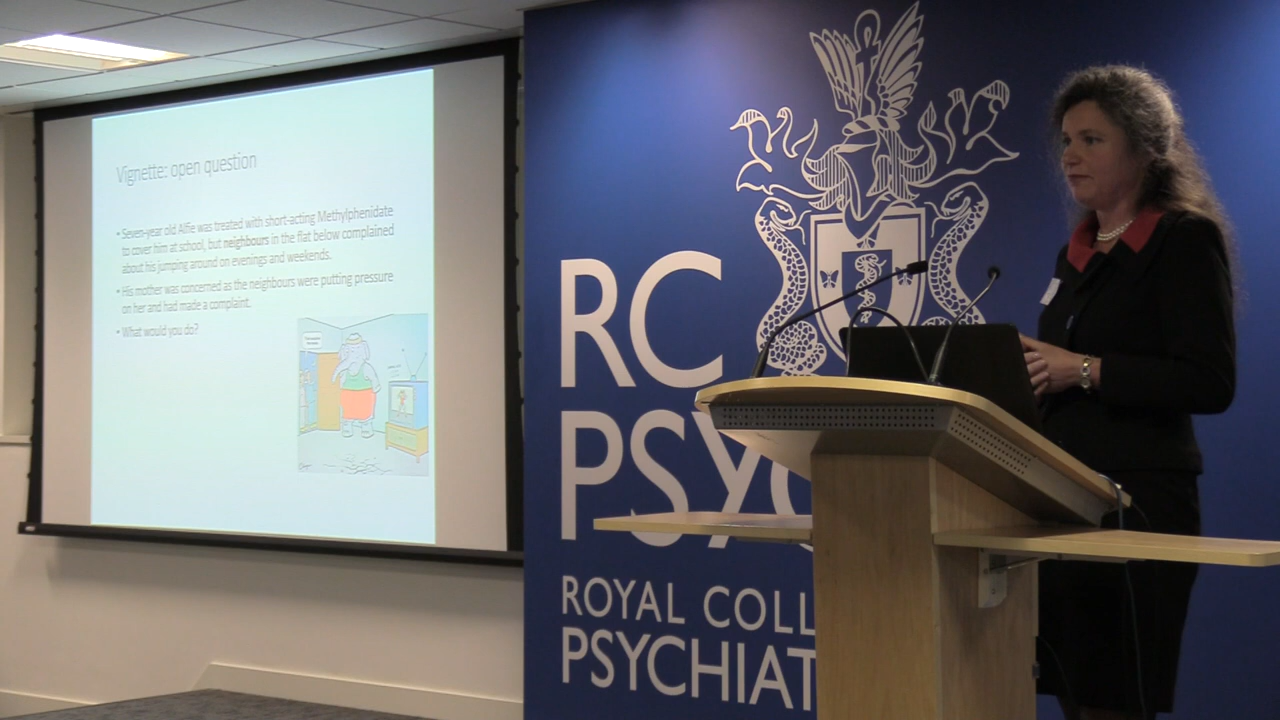 Vignette: open question
• Seven-year old Alfie was treated with short-acting Methylphenidate
to cover him at school, but neighbours in the flat below complained
about his jumping around on evenings and weekends.
• His mother was concerned as the neighbours were putting pressure
on her and had made a complaint.
• What would you do?
RC
PSY
ROYAL COLL
PSYCHIAT